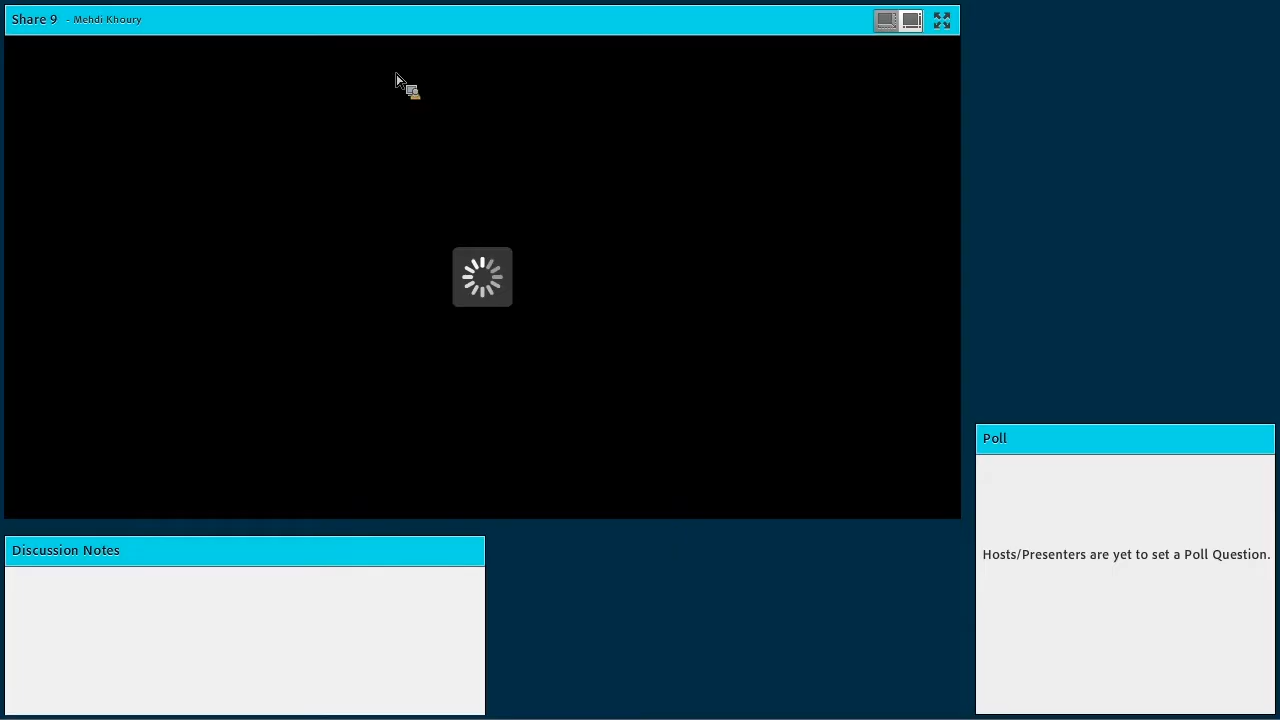 Share 9 - Mehdi Khoury
Poll
Hosts/Presenters are yet to set a Poll Question.
Discussion Notes